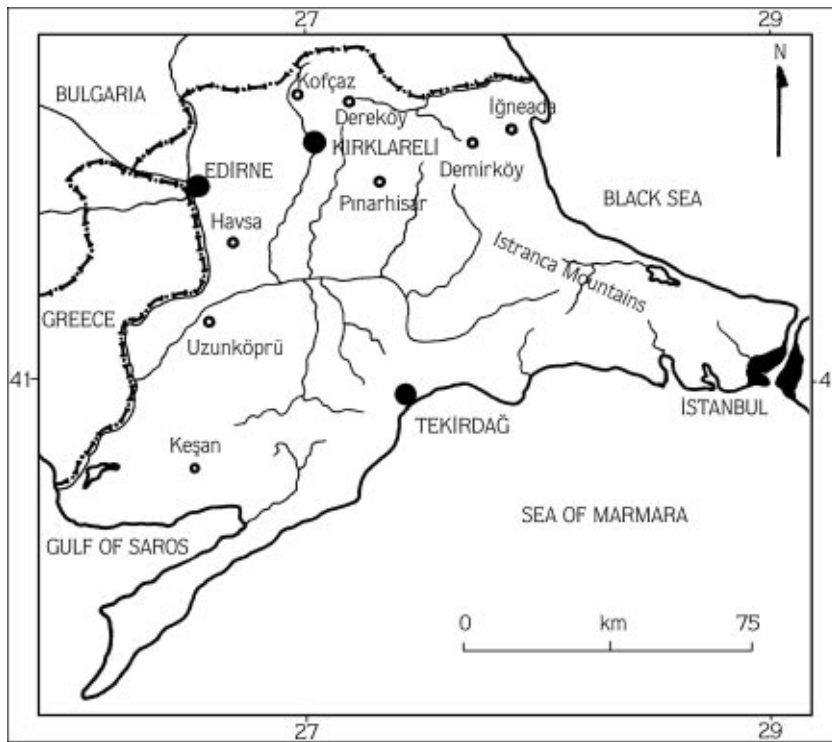 27
29
N
Kofçaz
BULGARIA
Dereköy
İğneada
KIRKLARELİ
Demirköy
EDİRNE
Pınarhisar
BLACK SEA
Havsa
Istranca Mountains
GREECE
Uzunköprü
41
4
İSTANBUL
TEKİRDAĞ
Keşan
SEA OF MARMARA
GULF OF SAROS
0
km
75
27
29